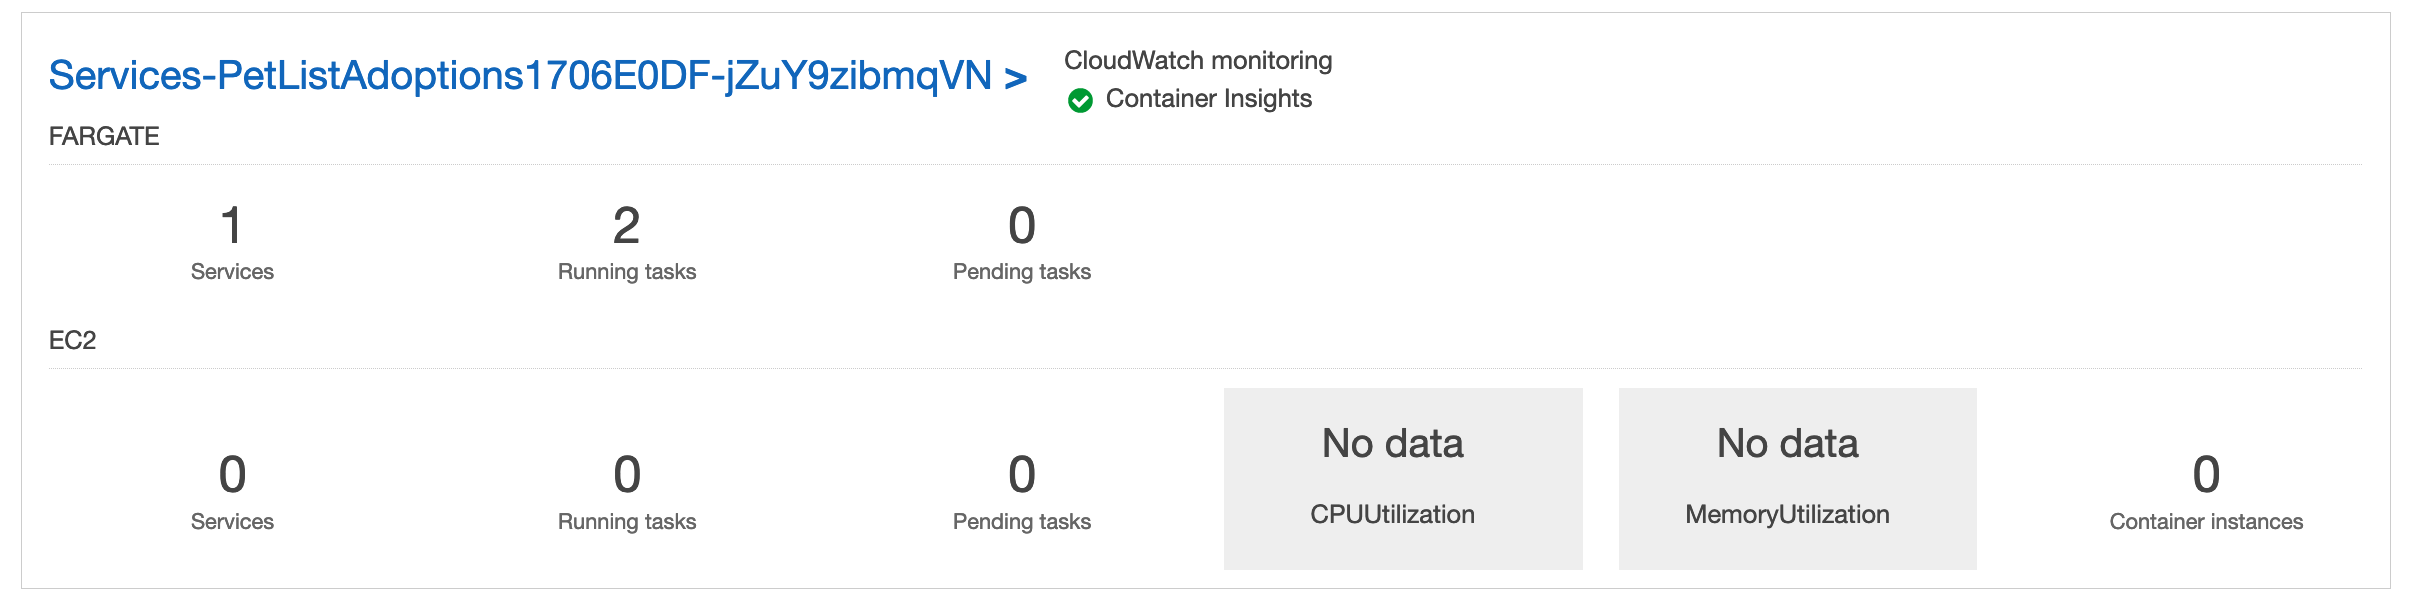 Services-PetListAdoptions1706E0DF-jZuY9zibmqVN >
CloudWatch monitoring
Container Insights
FARGATE
1
Services
2
Running tasks
0
Pending tasks
EC2
0
Services
0
Running tasks
0
Pending tasks
No data
CPUUtilization
No data
MemoryUtilization
0
Container instances